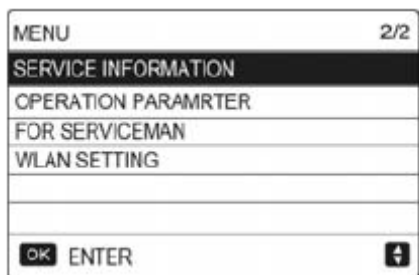 MENU 2/2
SERVICE INFORMATION
OPERATION PARAMRTER
FOR SERVICEMAN
WLAN SETTING
OK ENTER